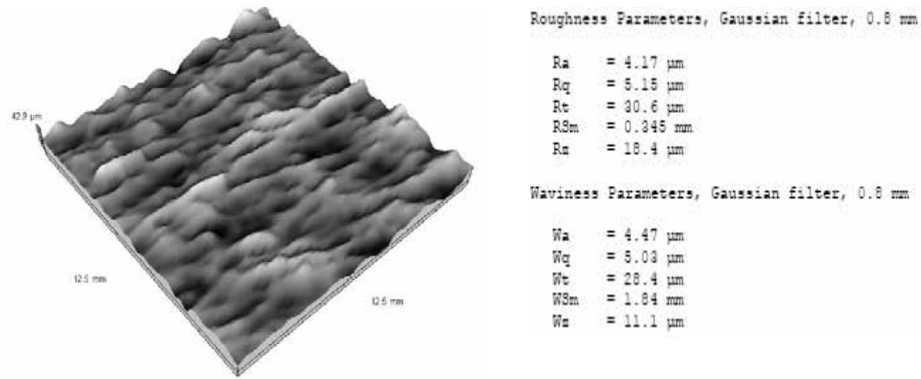 42.9 µm
12.5 mm
12.5 mm
Roughness Parameters, Gaussian filter, 0.8 mm
Ra = 4.17 µm
Rq = 5.15 µm
Rt = 30.6 µm
RSm = 0.345 mm
Rz = 18.4 µm
Waviness Parameters, Gaussian filter, 0.8 mm
Wa = 4.47 µm
Wq = 5.03 µm
Wt = 28.4 µm
WSm = 1.84 mm
Wz = 11.1 µm